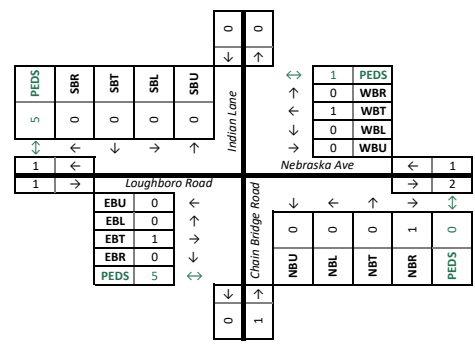 0 0
↓ ↑
Indian Lane
PEDS SBR SBT SBL SBU
5 0 0 0 0
↕ ← ↓ → ↑
↔ 1 PEDS
↑ 0 WBR
← 1 WBT
↓ 0 WBL
→ 0 WBU
1 ←
1 →
Loughboro Road
Nebraska Ave
← 1
→ 2
EBU 0 ←
EBL 0 ↑
EBT 1 →
EBR 0 ↓
PEDS 5 ↔
Chain Bridge Road
↓ ← ↑ → ↕
0 0 0 1 0
NBU NBL NBT NBR PEDS
↓ ↑
0 1